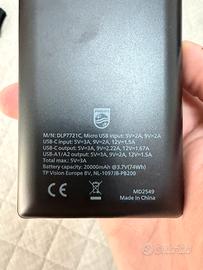 PHILIPS
M/N: DLP7721C, Micro USB input: 5V=2A, 9V=2A
USB-C input: 5V=3A, 9V=2A, 12V=1.5A
USB-C output: 5V=3A, 9V=2.22A, 12V=1.67A
USB-A1/A2 output: 5V=3A, 9V=2A, 12V=1.5A
Total: 5V=3A
Battery capacity: 20000mAh @3.7V(74Wh)
TP Vision Europe BV, NL-1097JB-PB200
MD2549
Made In China
subito